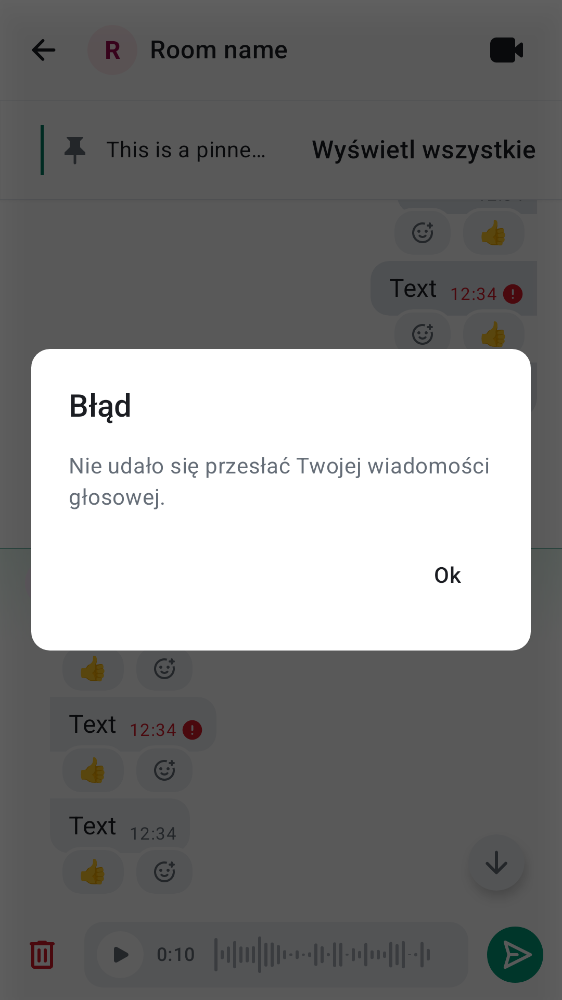 R Room name
This is a pinne… Wyświetl wszystkie
Text 12:34
Błąd
Nie udało się przesłać Twojej wiadomości
głosowej.
Ok
Text 12:34
Text 12:34
0:10